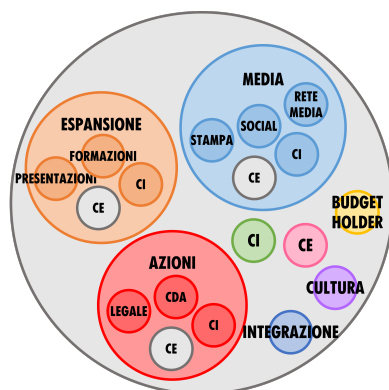 MEDIA
RETE
MEDIA
SOCIAL
STAMPA
CI
CE
ESPANSIONE
FORMAZIONI
PRESENTAZIONI
CI
CE
BUDGET
HOLDER
CI
CE
CULTURA
INTEGRAZIONE
AZIONI
CDA
LEGALE
CI
CE